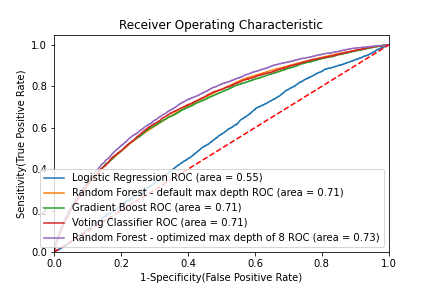 Receiver Operating Characteristic
1.0
0.8
0.6
0.4
0.2
0.0
Sensitivity(True Positive Rate)
Logistic Regression ROC (area = 0.55)
Random Forest - default max depth ROC (area = 0.71)
Gradient Boost ROC (area = 0.71)
Voting Classifier ROC (area = 0.71)
Random Forest - optimized max depth of 8 ROC (area = 0.73)
0.0 0.2 0.4 0.6 0.8 1.0
1-Specificity(False Positive Rate)